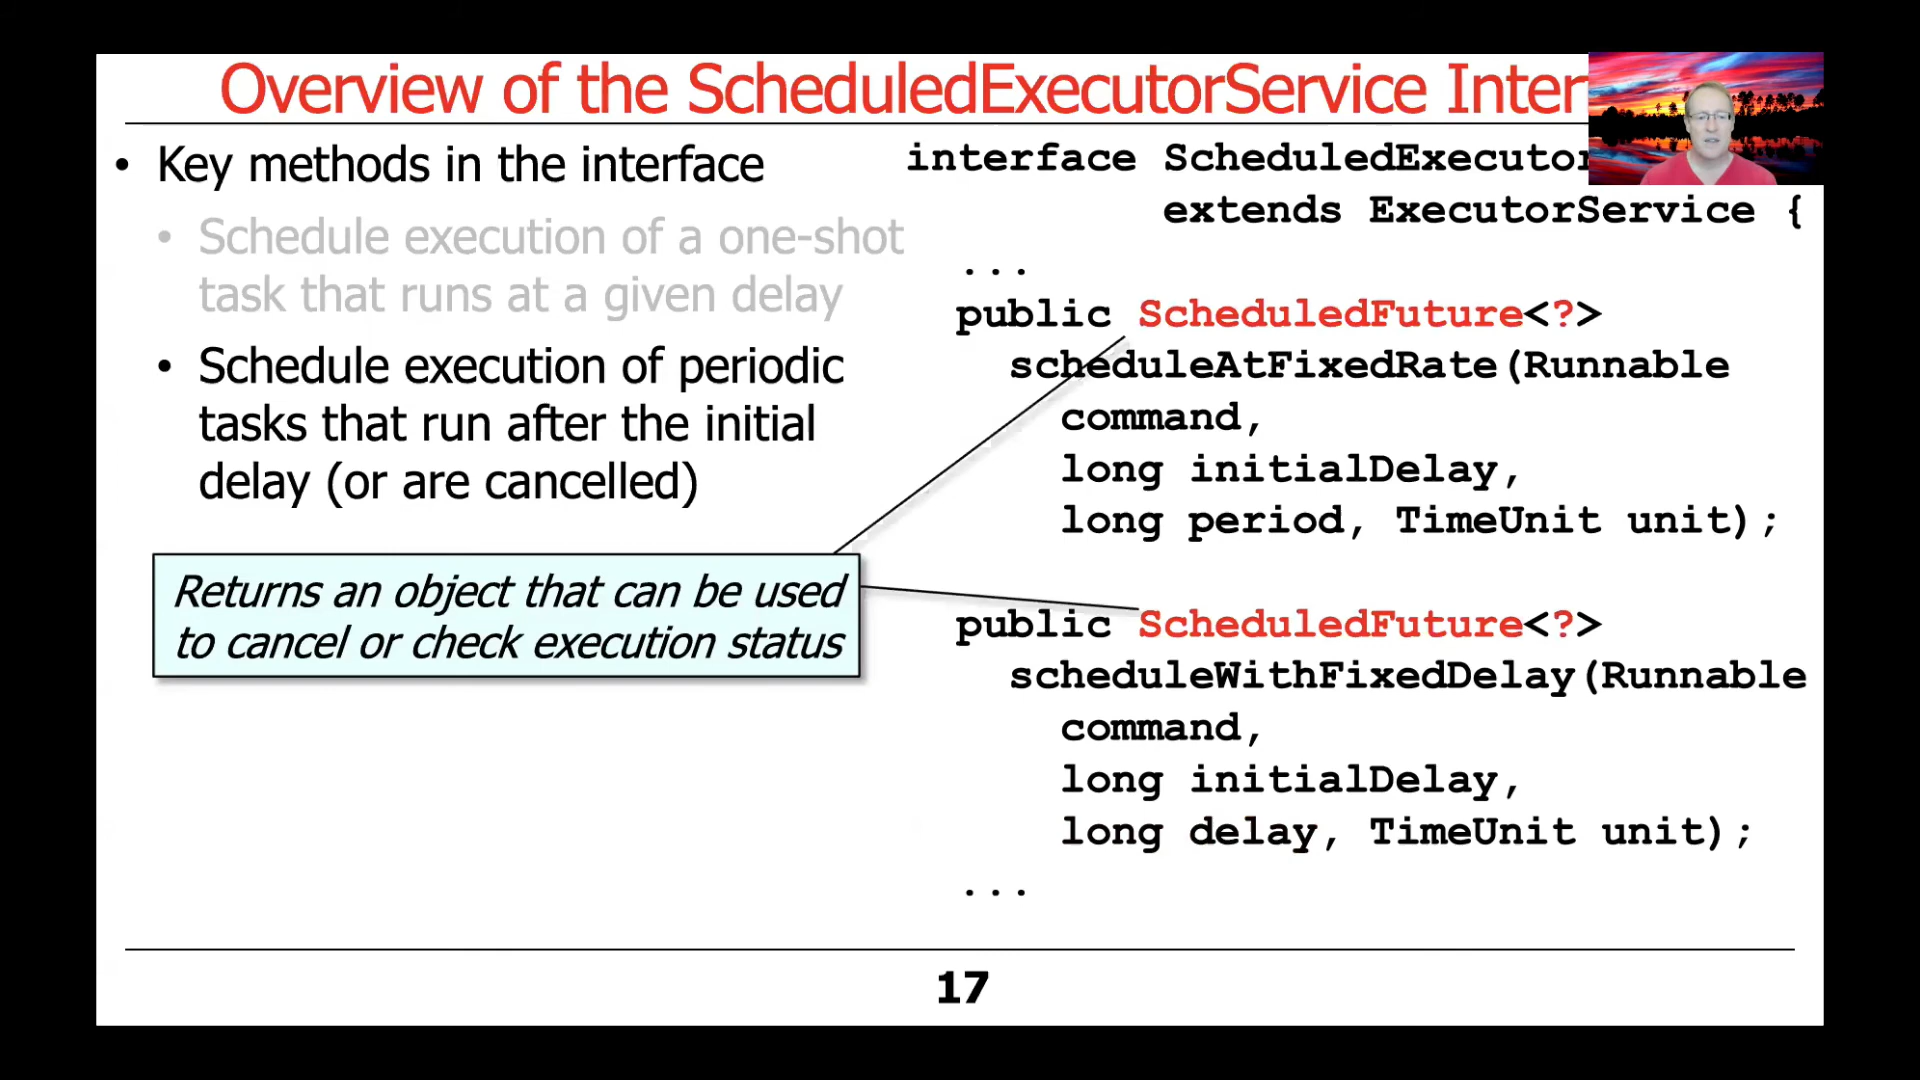 Overview of the ScheduledExecutorService Inter
• Key methods in the interface
• Schedule execution of a one-shot
task that runs at a given delay
• Schedule execution of periodic
tasks that run after the initial
delay (or are cancelled)
Returns an object that can be used
to cancel or check execution status
interface ScheduledExecutor
extends ExecutorService {
...
public ScheduledFuture<?>
scheduleAtFixedRate(Runnable
command,
long initialDelay,
long period, TimeUnit unit);
public ScheduledFuture<?>
scheduleWithFixedDelay(Runnable
command,
long initialDelay,
long delay, TimeUnit unit);
...
17